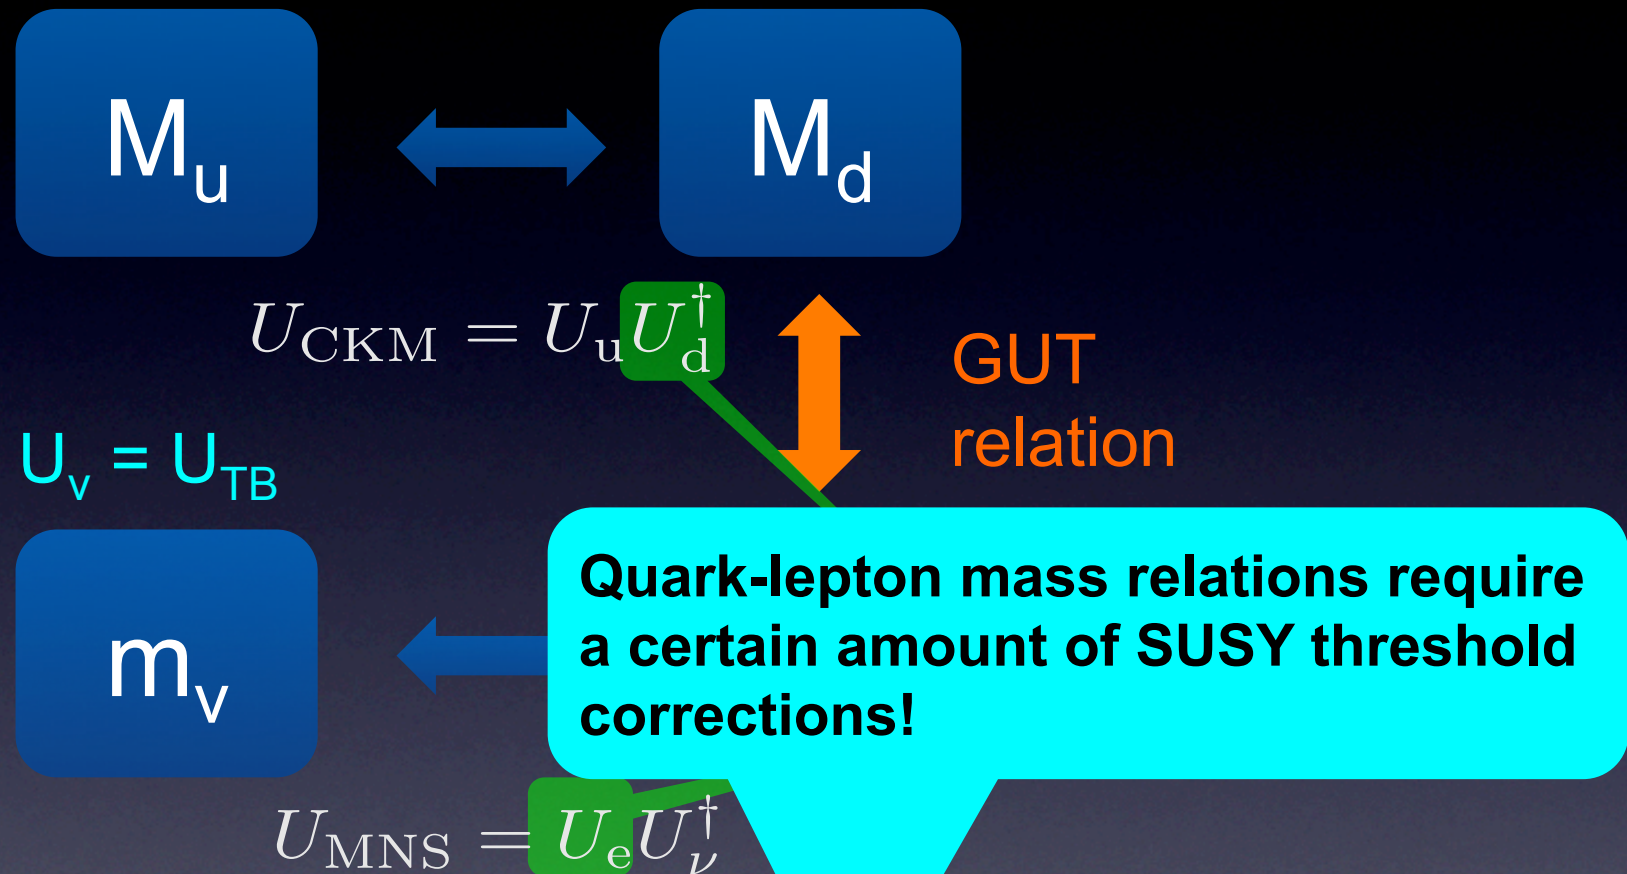 M_u
M_d
U_CKM = U_u U_d^†
GUT
relation
U_ν = U_TB
Quark-lepton mass relations require
a certain amount of SUSY threshold
corrections!
m_ν
U_MNS = U_e U_ν^†